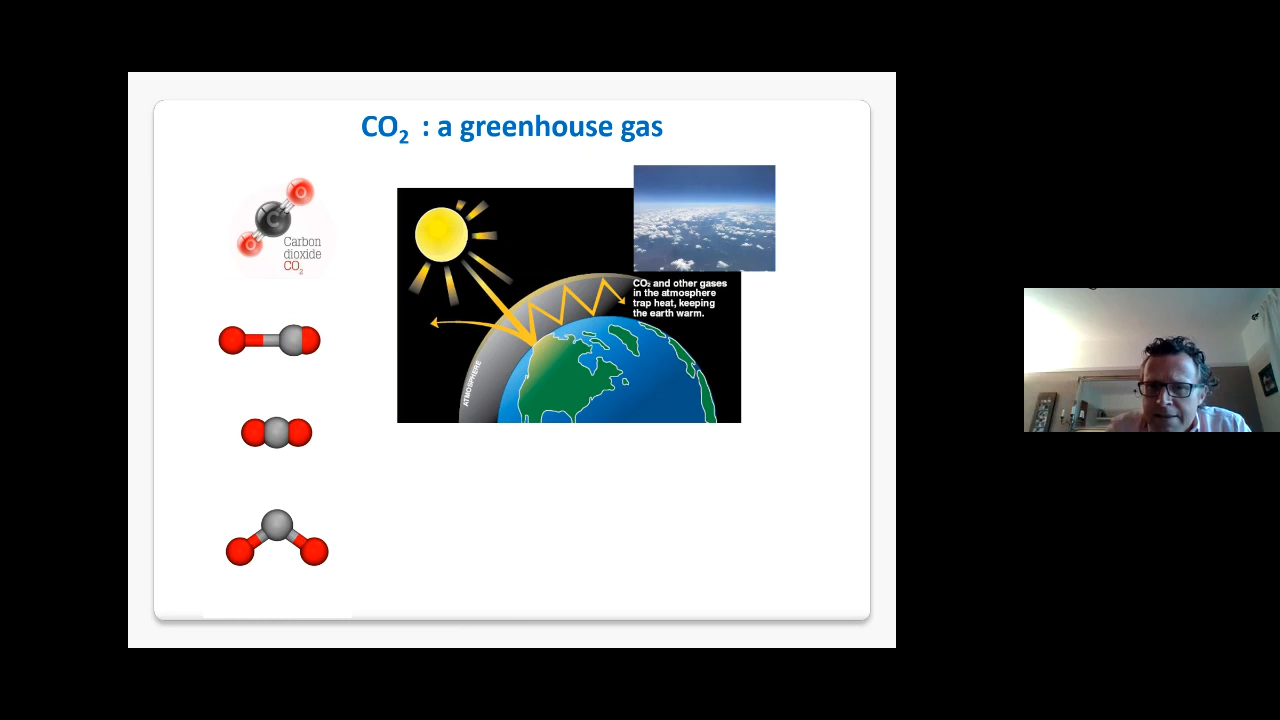 CO₂ : a greenhouse gas
C
O
O
Carbon
dioxide
CO₂
CO₂ and other gases
in the atmosphere
trap heat, keeping
the earth warm.
ATMOSPHERE